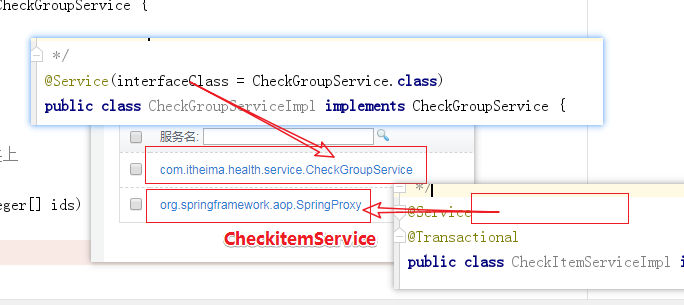 ckGroupService {
*/
@Service(interfaceClass = CheckGroupService.class)
public class CheckGroupServiceImpl implements CheckGroupService {
服务名:
上
com.itheima.health.service.CheckGroupService
*/
eger[] ids)
org.springframework.aop.SpringProxy
@Service
CheckitemService
@Transactional
public class CheckItemServiceImpl i